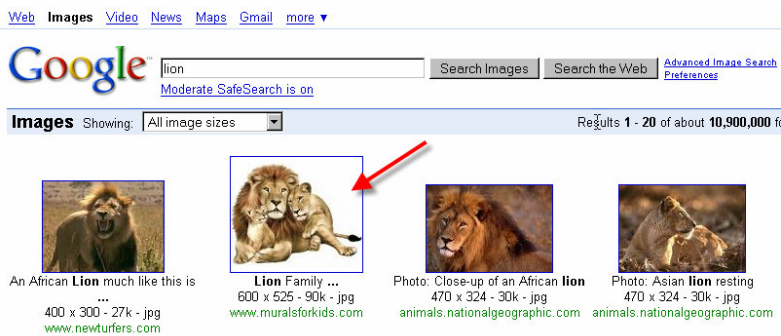 Web Images Video News Maps Gmail more ▼
Google™ lion Search Images Search the Web Advanced Image Search
Preferences
Moderate SafeSearch is on
Images Showing: All image sizes Results 1 - 20 of about 10,900,000 fo
An African Lion much like this is
...
400 x 300 - 27k - jpg
www.newturfers.com
Lion Family ...
600 x 525 - 90k - jpg
www.muralsforkids.com
Photo: Close-up of an African lion
470 x 324 - 30k - jpg
animals.nationalgeographic.com
Photo: Asian lion resting
470 x 324 - 30k - jpg
animals.nationalgeographic.com